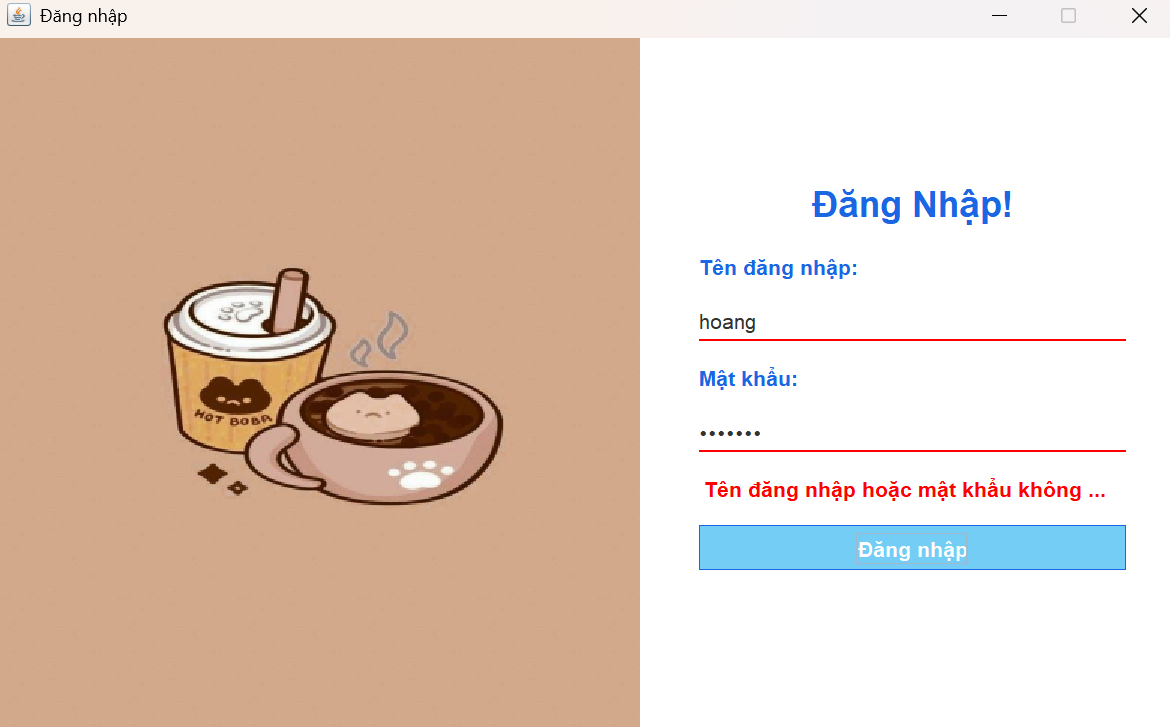 Đăng nhập
HOT BOBA
Đăng Nhập!
Tên đăng nhập:
hoang
Mật khẩu:
•••••••
Tên đăng nhập hoặc mật khẩu không ...
Đăng nhập